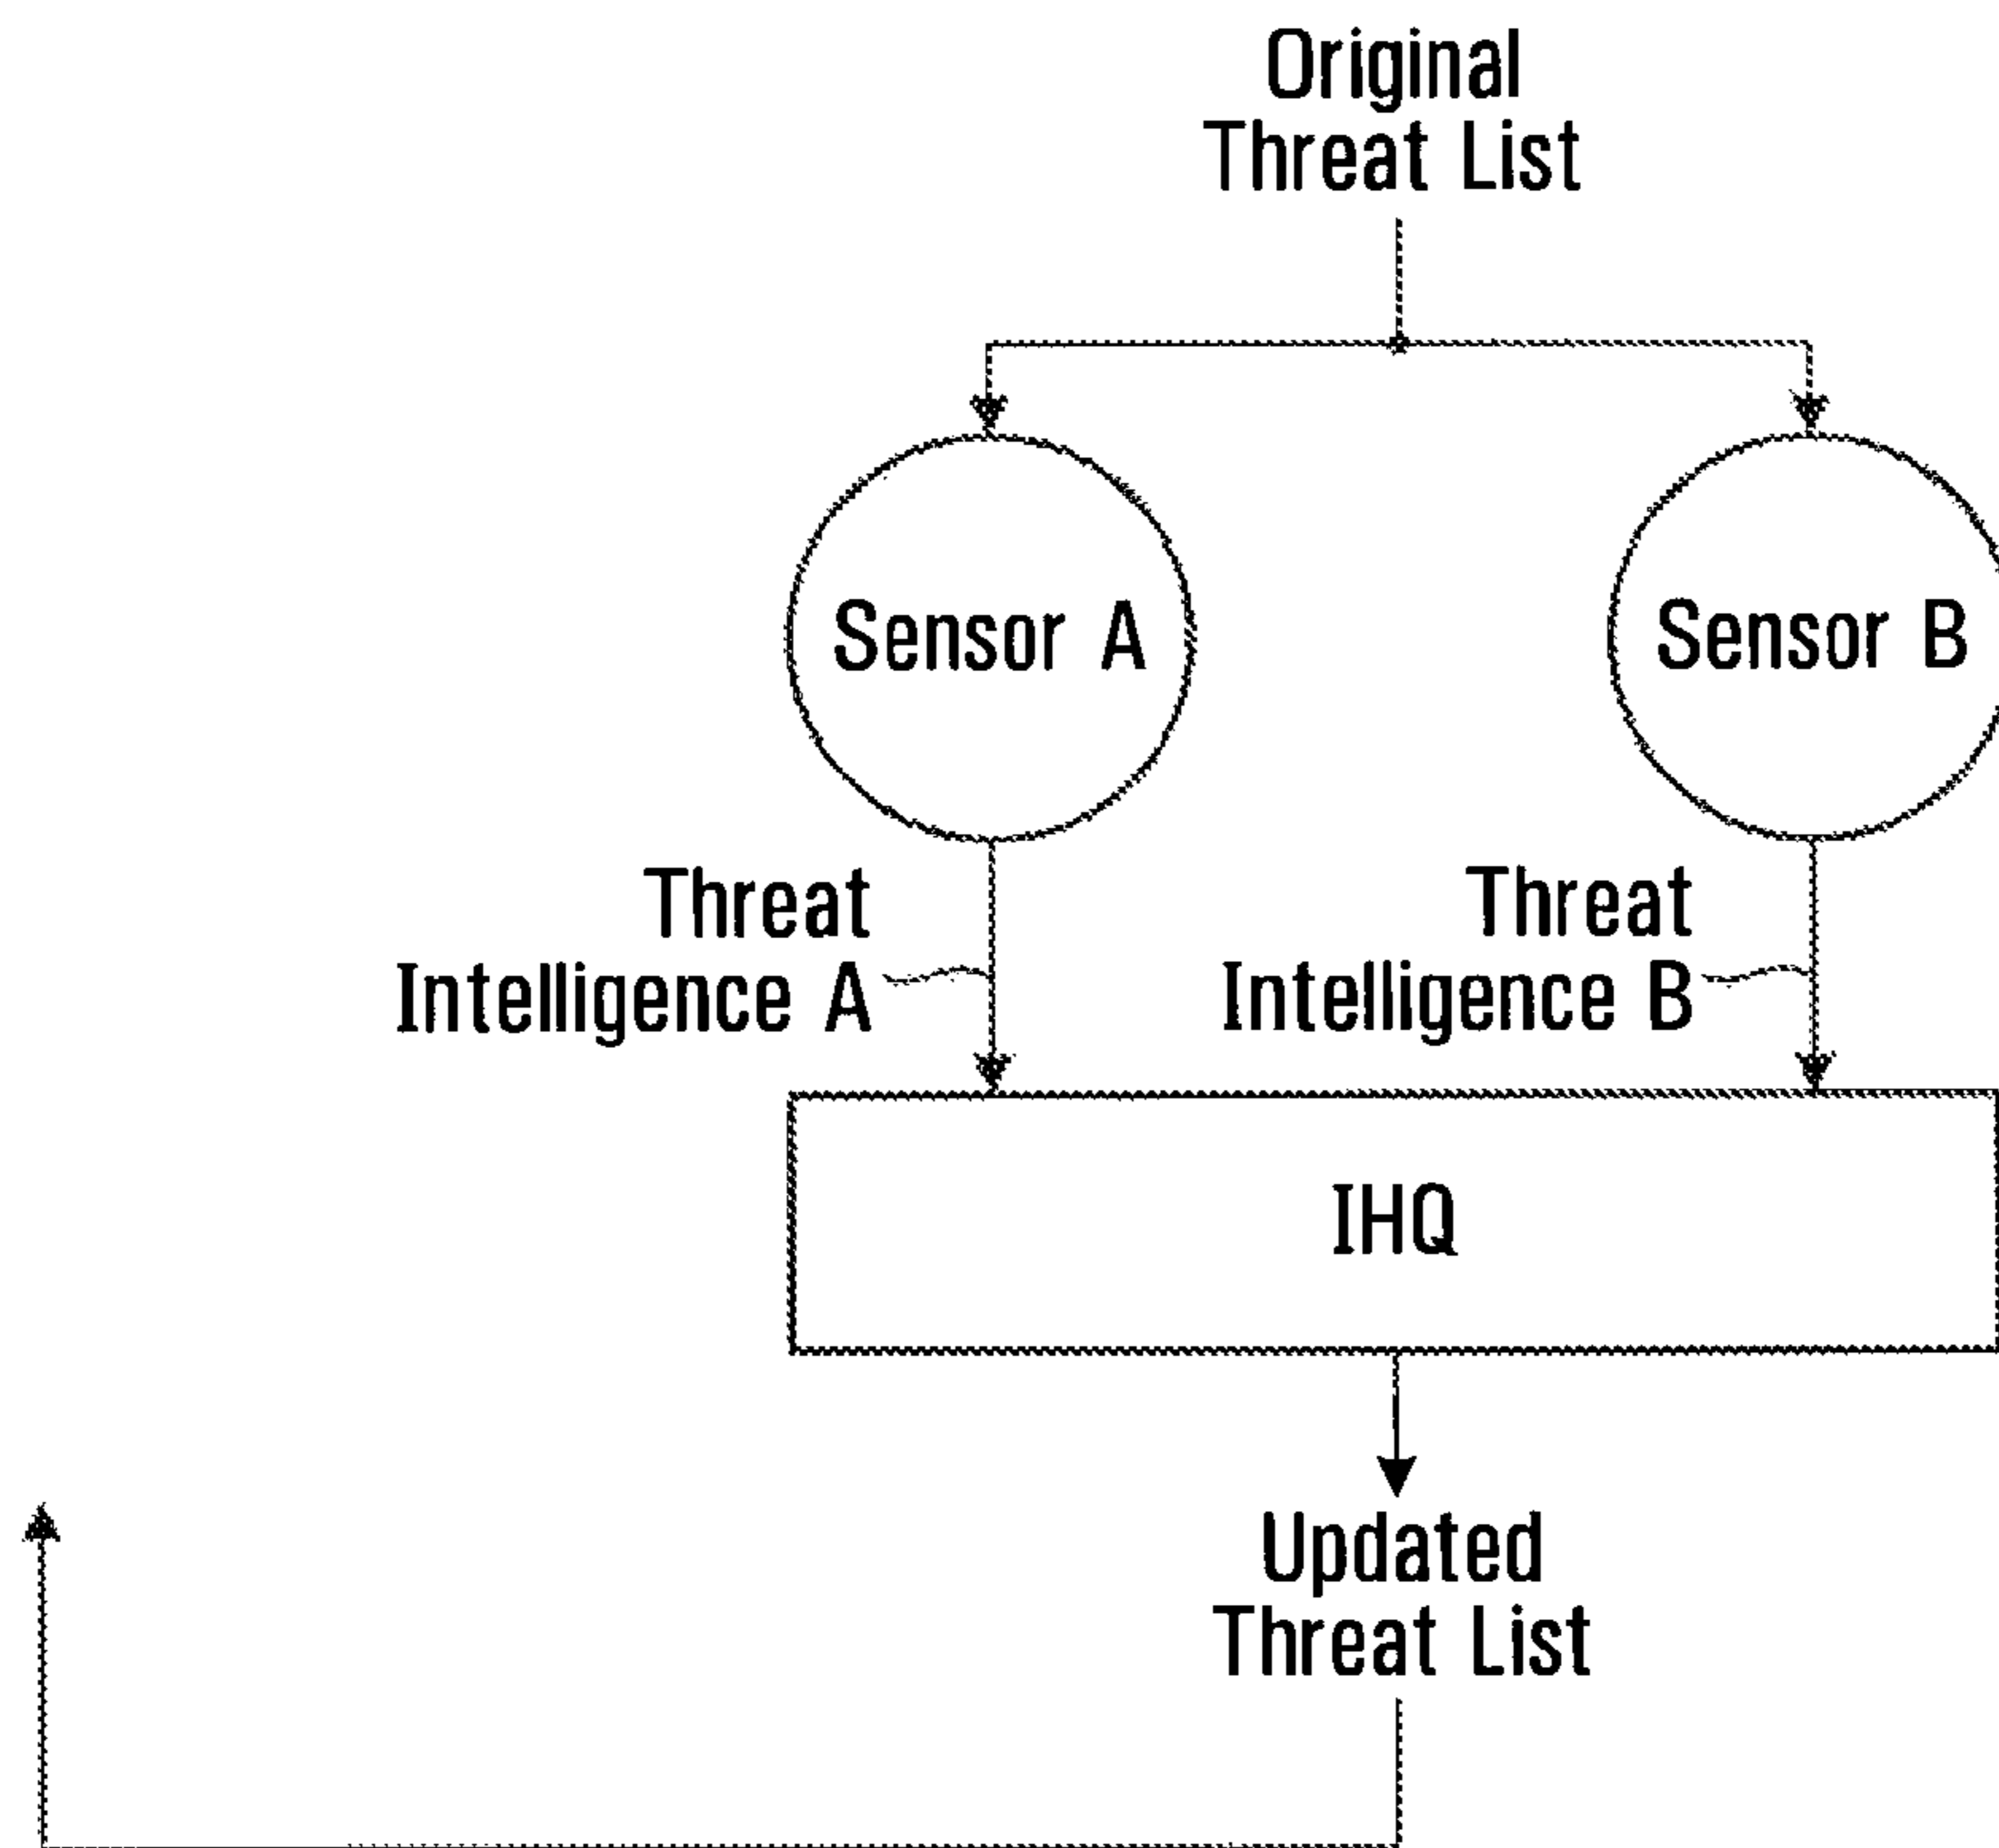 Original
Threat List
Sensor A
Sensor B
Threat
Intelligence A
Threat
Intelligence B
IHQ
Updated
Threat List